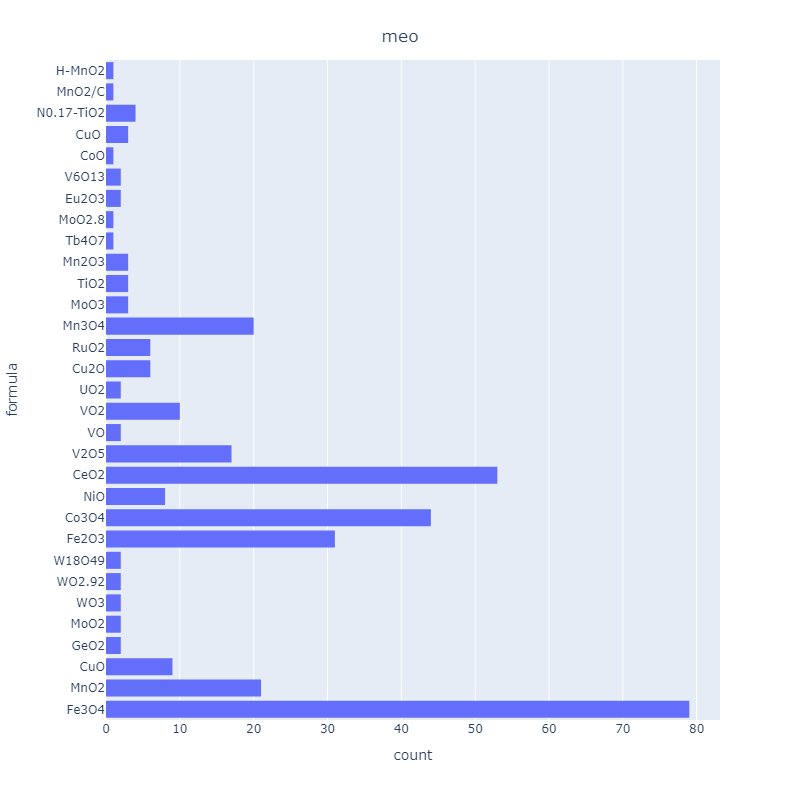 meo
H-MnO2
MnO2/C
N0.17-TiO2
CuO
CoO
V6O13
Eu2O3
MoO2.8
Tb4O7
Mn2O3
TiO2
MoO3
Mn3O4
RuO2
Cu2O
UO2
VO2
VO
V2O5
CeO2
NiO
Co3O4
Fe2O3
W18O49
WO2.92
WO3
MoO2
GeO2
CuO
MnO2
Fe3O4
formula
0 10 20 30 40 50 60 70 80
count